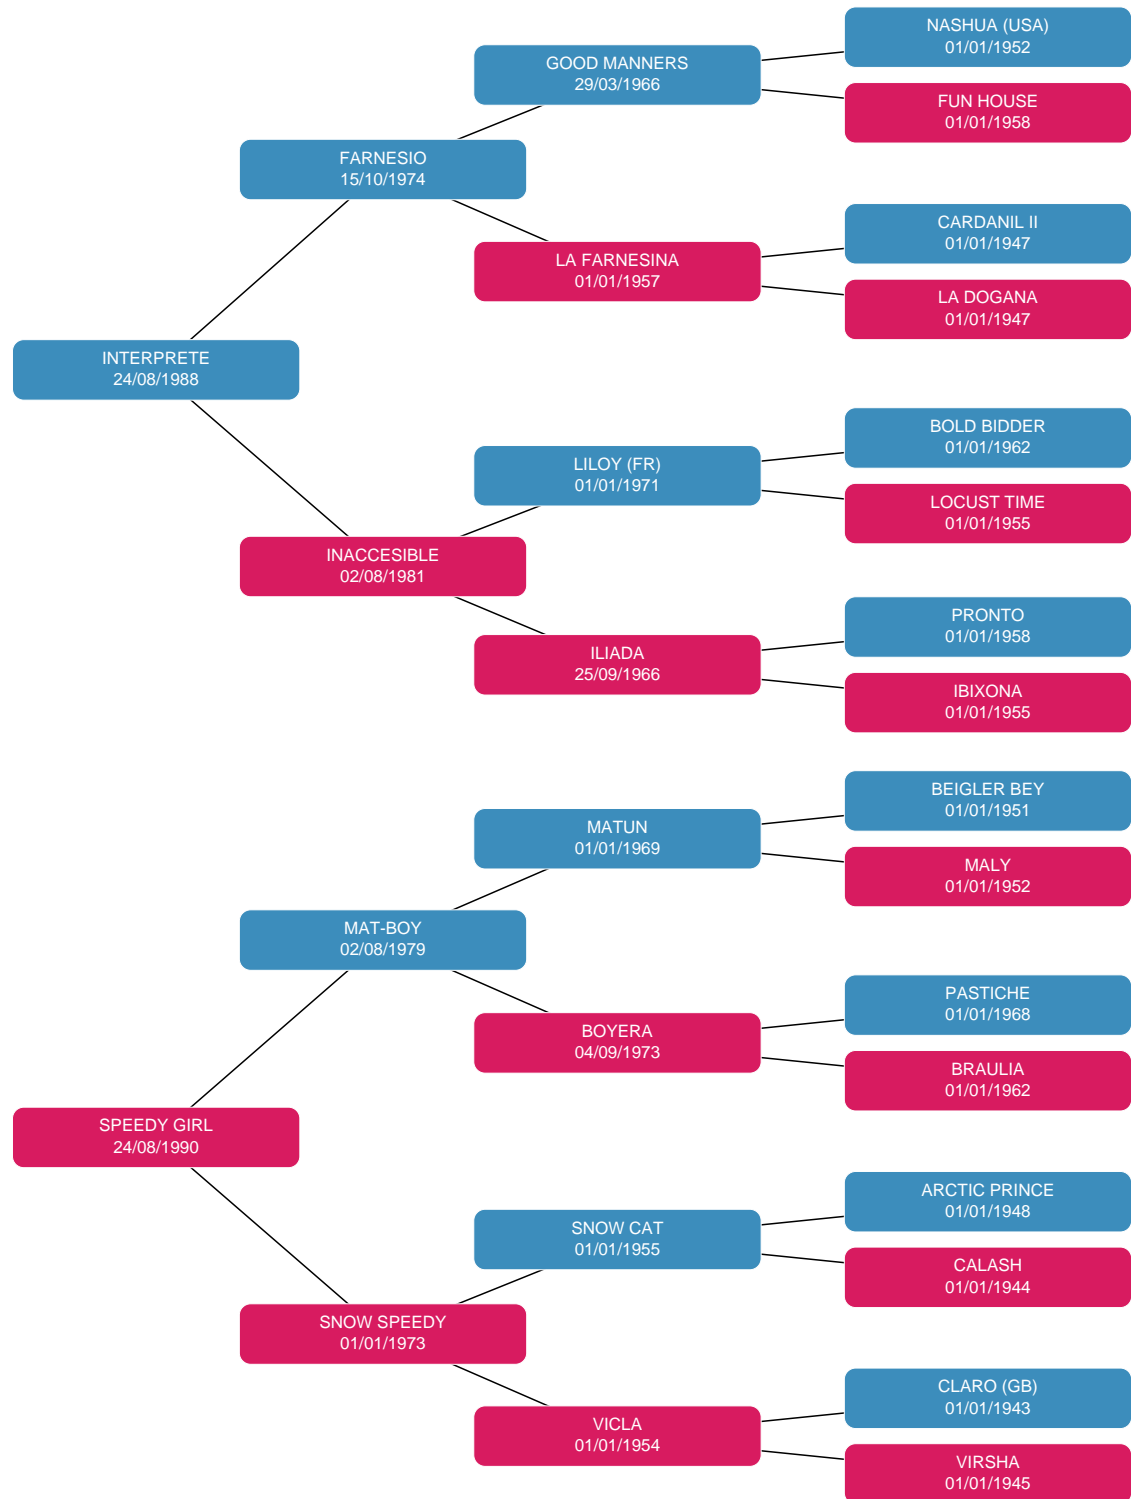 NASHUA (USA)
01/01/1952
GOOD MANNERS
29/03/1966
FUN HOUSE
01/01/1958
FARNESIO
15/10/1974
CARDANIL II
01/01/1947
LA FARNESINA
01/01/1957
LA DOGANA
01/01/1947
INTERPRETE
24/08/1988
BOLD BIDDER
01/01/1962
LILOY (FR)
01/01/1971
LOCUST TIME
01/01/1955
INACCESIBLE
02/08/1981
PRONTO
01/01/1958
ILIADA
25/09/1966
IBIXONA
01/01/1955
BEIGLER BEY
01/01/1951
MATUN
01/01/1969
MALY
01/01/1952
MAT-BOY
02/08/1979
PASTICHE
01/01/1968
BOYERA
04/09/1973
BRAULIA
01/01/1962
SPEEDY GIRL
24/08/1990
ARCTIC PRINCE
01/01/1948
SNOW CAT
01/01/1955
CALASH
01/01/1944
SNOW SPEEDY
01/01/1973
CLARO (GB)
01/01/1943
VICLA
01/01/1954
VIRSHA
01/01/1945